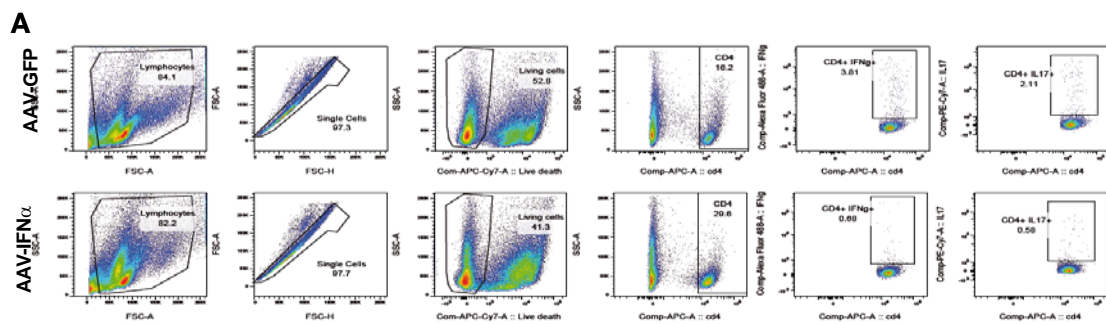 A
AAV-GFP
Lymphocytes
84.1
FSC-A
Single Cells
97.3
FSC-A
FSC-H
Living cells
52.8
SSC-A
Com-APC-Cy7-A :: Live death
CD4
16.2
SSC-A
Comp-APC-A :: cd4
CD4+ IFNg+
3.81
Comp-Alexa Fluor 488-A :: IFNg
Comp-APC-A :: cd4
CD4+ IL17+
2.11
Comp-PE-Cy7-A :: IL17
Comp-APC-A :: cd4
AAV-IFNα
Lymphocytes
82.2
FSC-A
Single Cells
97.7
FSC-A
FSC-H
Living cells
41.3
SSC-A
Com-APC-Cy7-A :: Live death
CD4
29.6
SSC-A
Comp-APC-A :: cd4
CD4+ IFNg+
0.68
Comp-Alexa Fluor 488-A :: IFNg
Comp-APC-A :: cd4
CD4+ IL17+
0.58
Comp-PE-Cy7-A :: IL17
Comp-APC-A :: cd4